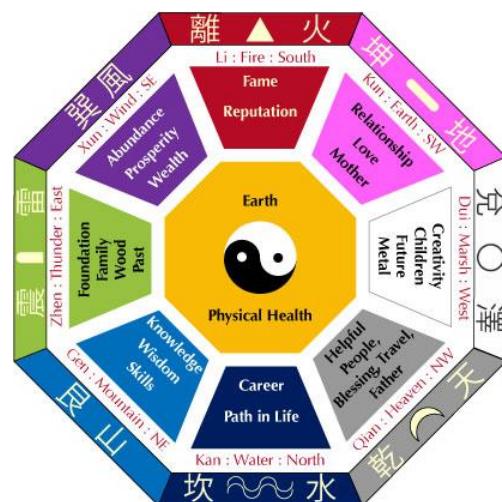 離 火
Li : Fire : South
Fame
Reputation
坤 地
Kun : Earth : SW
Relationship
Love
Mother
兌 澤
Dui : Marsh : West
Creativity
Children
Future
Metal
乾 天
Qian : Heaven : NW
Helpful
People,
Blessing, Travel,
Father
坎 水
Kan : Water : North
Career
Path in Life
艮 山
Gen : Mountain : NE
Knowledge
Wisdom
Skills
震 雷
Zhen : Thunder : East
Foundation
Family
Wood
Past
巽 風
Xun : Wind : SE
Abundance
Prosperity
Wealth
Earth
Physical Health